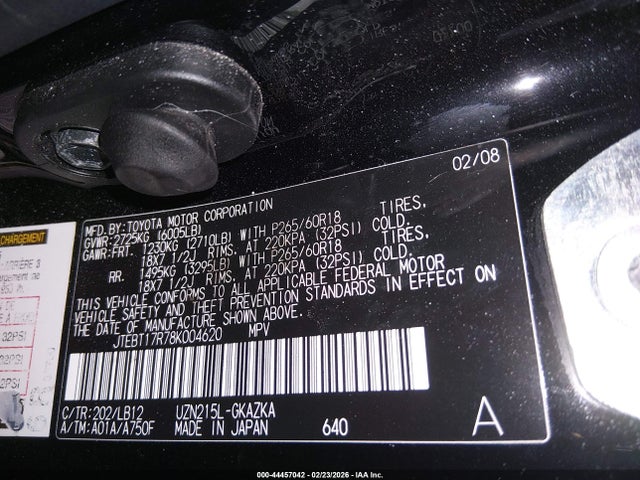 02/08
MFD.BY:TOYOTA MOTOR CORPORATION
GVWR:2725KG (6005LB)
GAWR:FRT. 1230KG (2710LB) WITH P265/60R18 TIRES,
18X7 1/2J RIMS. AT 220KPA (32PSI) COLD.
RR. 1495KG (3295LB) WITH P265/60R18 TIRES,
18X7 1/2J RIMS. AT 220KPA (32PSI) COLD.
THIS VEHICLE CONFORMS TO ALL APPLICABLE FEDERAL MOTOR
VEHICLE SAFETY AND THEFT PREVENTION STANDARDS IN EFFECT ON
THE DATE OF MANUFACTURE SHOWN ABOVE.
JTEBT17R78K004620 MPV
C/TR:202/LB12 UZN215L-GKAZKA
A/TM:A01A/A750F MADE IN JAPAN 640 A
CHARGEMENT
32PSI
000-44457042 - 02/23/2026 - IAA Inc.